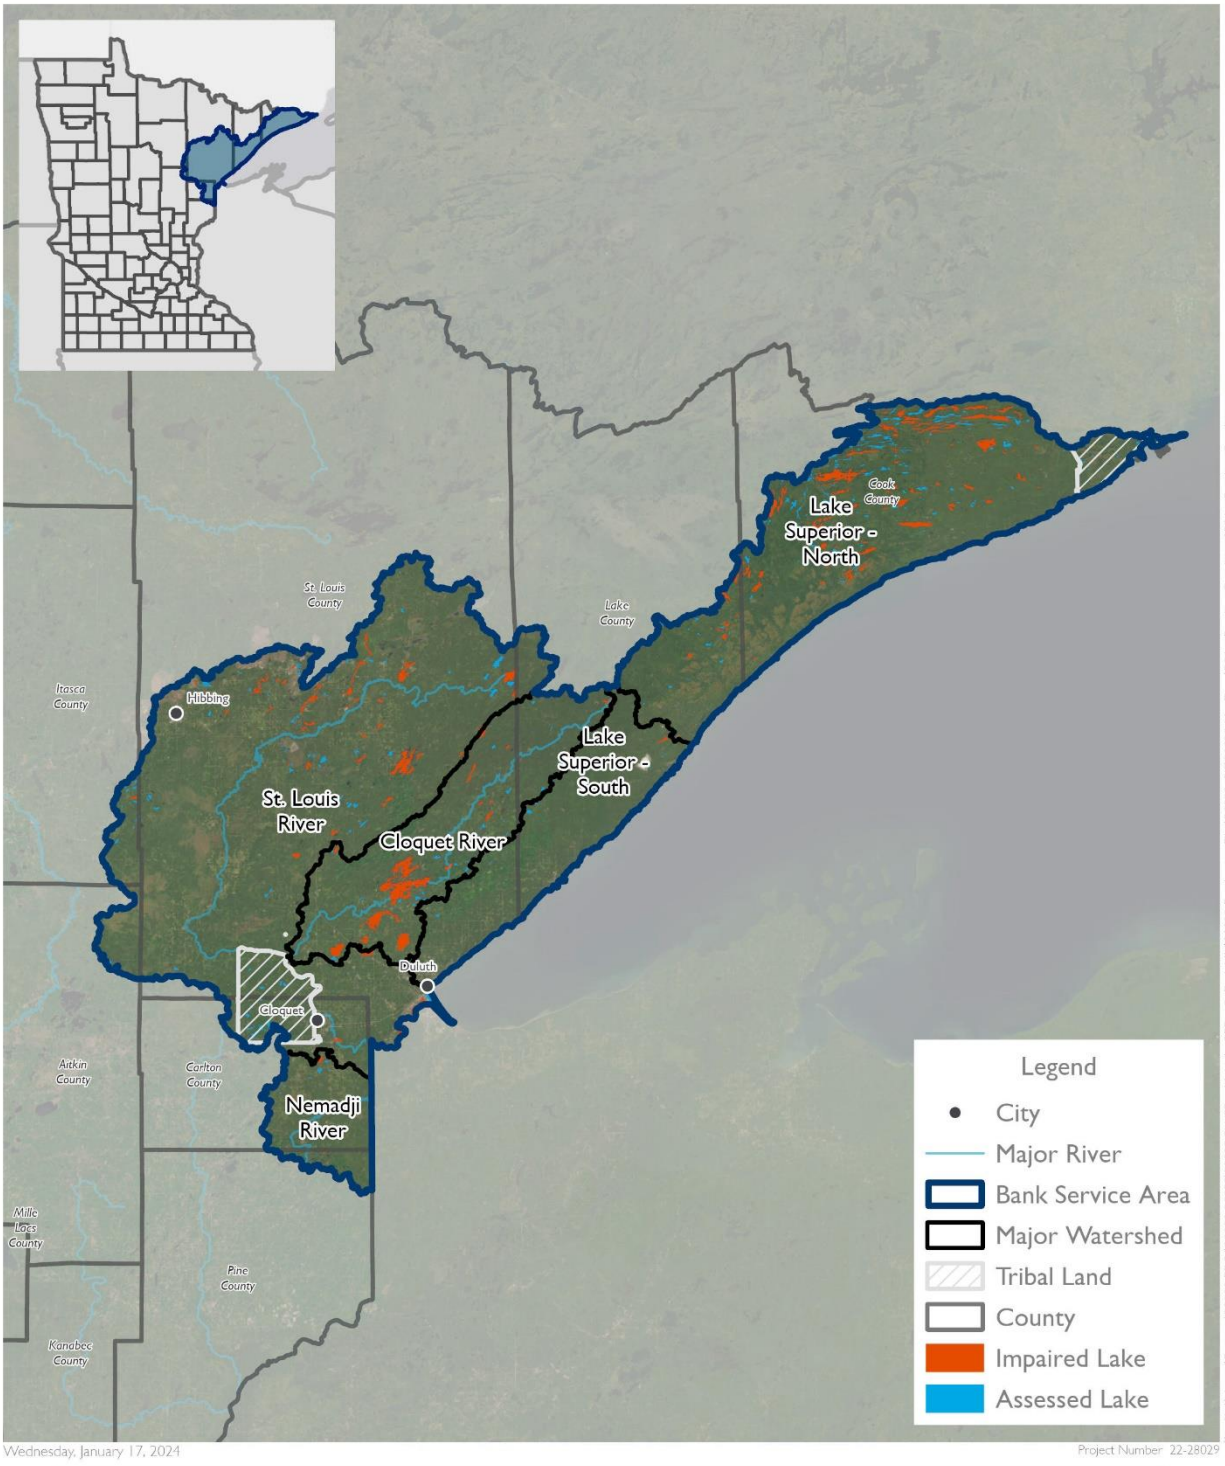 Cook
County
Lake
Superior -
North
St. Louis
County
Lake
County
Itasca
County
Hibbing
Lake
Superior -
South
St. Louis
River
Cloquet River
Duluth
Cloquet
Aitkin
County
Carlton
County
Nemadji
River
Mille
Lacs
County
Pine
County
Kanabec
County
Legend
City
Major River
Bank Service Area
Major Watershed
Tribal Land
County
Impaired Lake
Assessed Lake
Wednesday, January 17, 2024
Project Number 22-28029